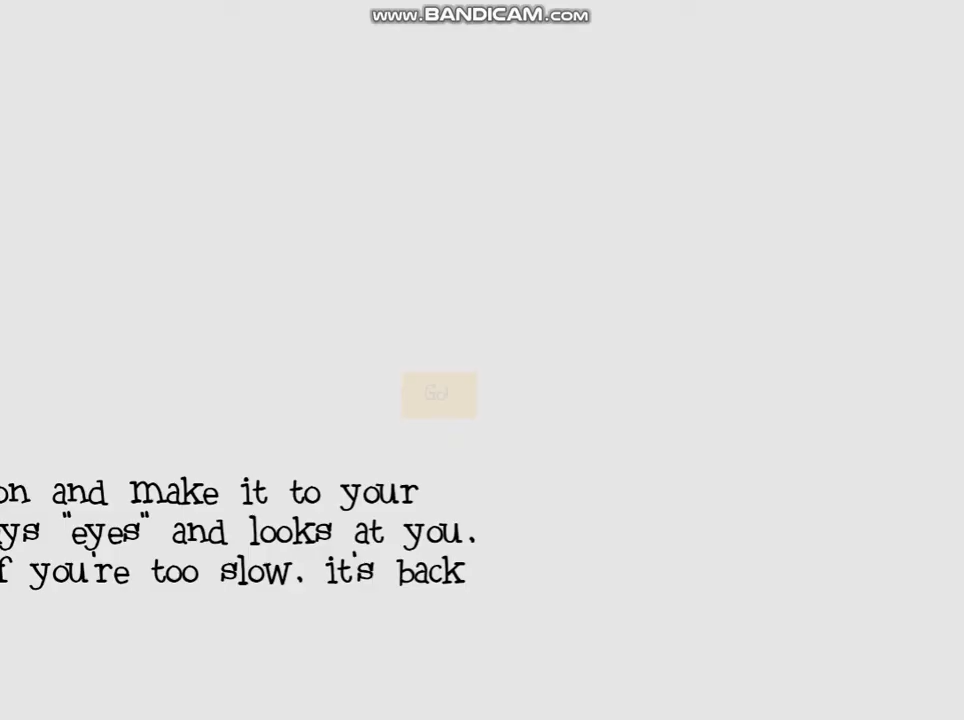 www.BANDICAM.com
Go!
on and make it to your
ys "eyes" and looks at you.
f you're too slow. it's back